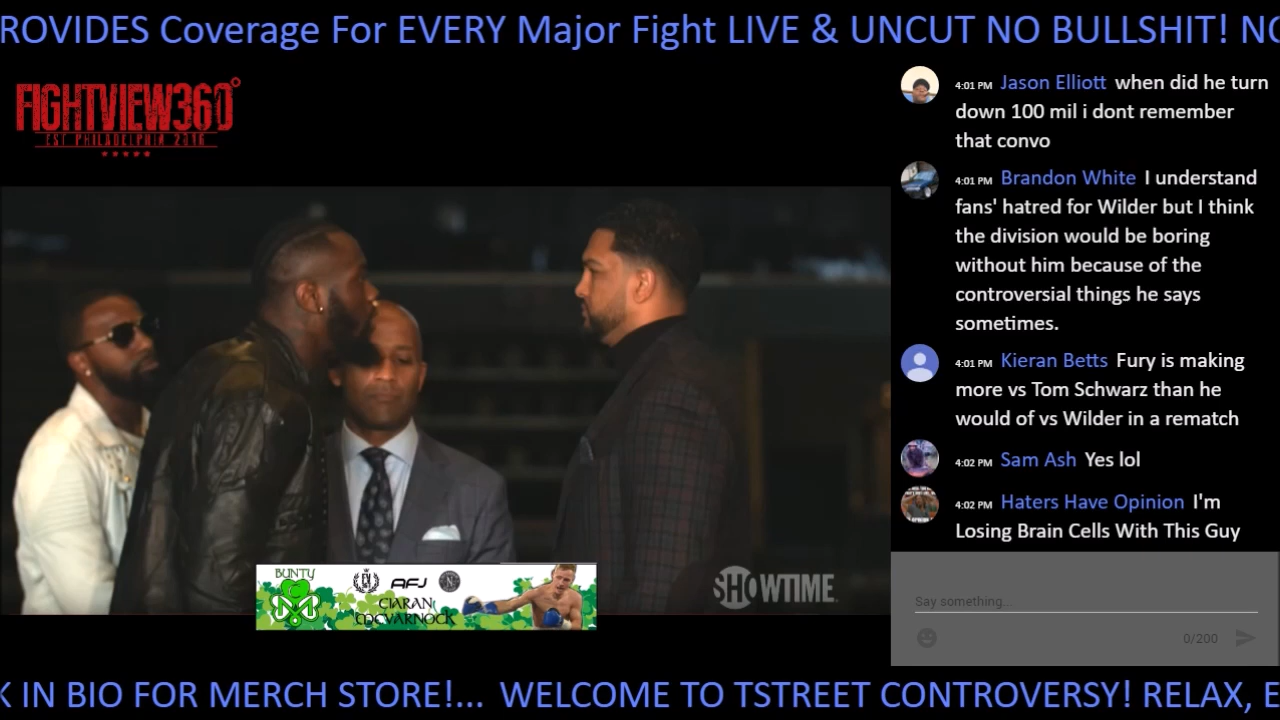 ROVIDES Coverage For EVERY Major Fight LIVE & UNCUT NO BULLSHIT! NO
FIGHTVIEW360°
EST PHILADELPHIA 2016
4:01 PM Jason Elliott when did he turn
down 100 mil i dont remember
that convo
4:01 PM Brandon White I understand
fans' hatred for Wilder but I think
the division would be boring
without him because of the
controversial things he says
sometimes.
4:01 PM Kieran Betts Fury is making
more vs Tom Schwarz than he
would of vs Wilder in a rematch
4:02 PM Sam Ash Yes lol
4:02 PM Haters Have Opinion I'm
Losing Brain Cells With This Guy
Say something...
0/200
BUNTY
AFJ
CIARAN
MCVARNOCK
SHOWTIME
K IN BIO FOR MERCH STORE!... WELCOME TO TSTREET CONTROVERSY! RELAX, E